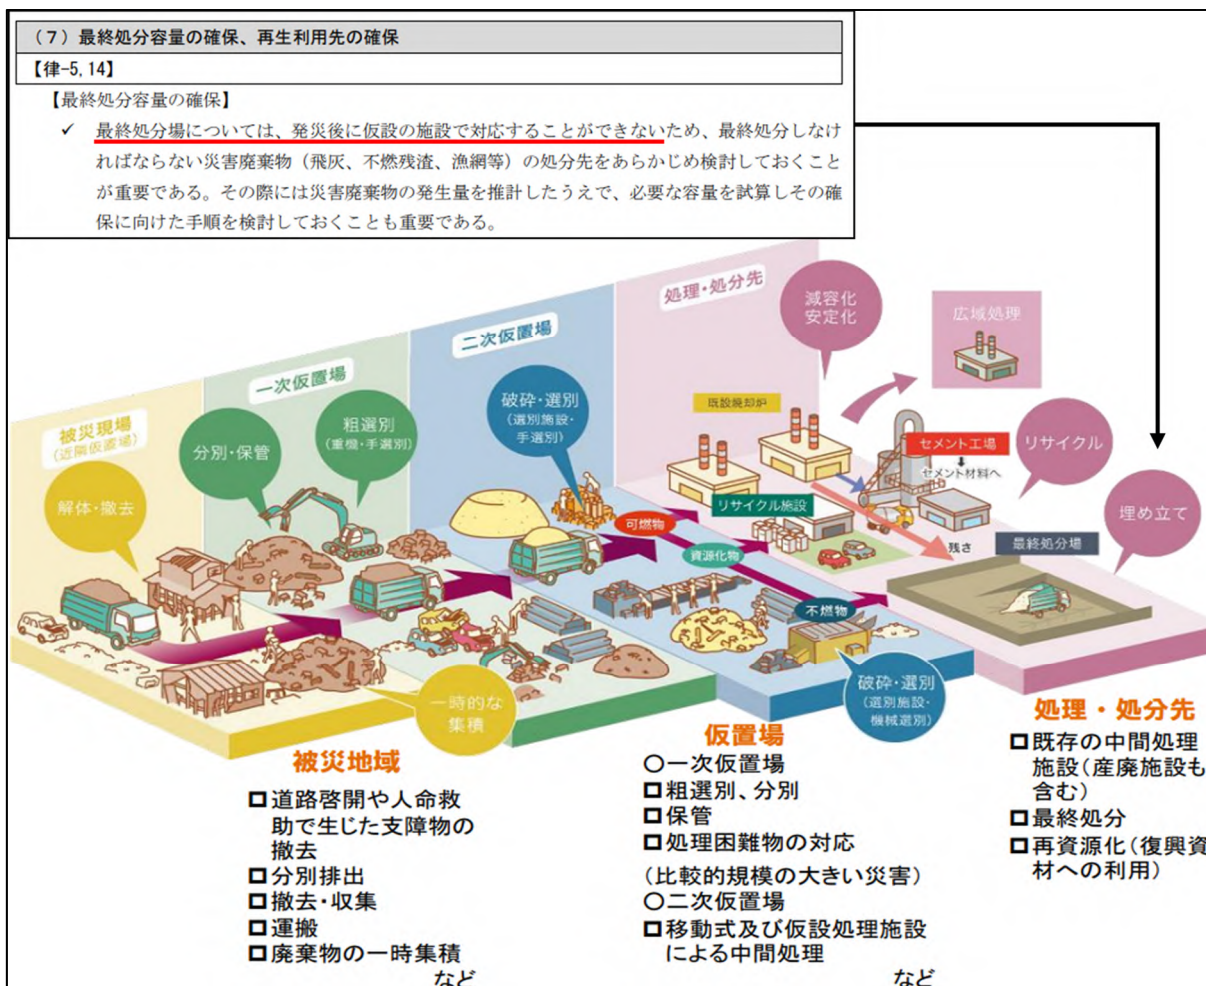 （７）最終処分容量の確保、再生利用先の確保
【律-5, 14】
【最終処分容量の確保】
✓ 最終処分場については、発災後に仮設の施設で対応することができないため、最終処分しなけ
ればならない災害廃棄物（飛灰、不燃残渣、漁網等）の処分先をあらかじめ検討しておくこと
が重要である。その際には災害廃棄物の発生量を推計したうえで、必要な容量を試算しその確
保に向けた手順を検討しておくことも重要である。
被災現場
（近隣仮置場）
解体・撤去
一時的な
集積
一次仮置場
分別・保管
粗選別
（重機・手選別）
二次仮置場
破砕・選別
（選別施設・
手選別）
可燃物
資源化物
不燃物
破砕・選別
（選別施設・
機械選別）
処理・処分先
減容化
安定化
広域処理
既設焼却炉
セメント工場
セメント材料へ
リサイクル
リサイクル施設
残さ
最終処分場
埋め立て
被災地域
□道路啓開や人命救
助で生じた支障物の
撤去
□分別排出
□撤去・収集
□運搬
□廃棄物の一時集積
など
仮置場
○一次仮置場
□粗選別、分別
□保管
□処理困難物の対応
（比較的規模の大きい災害）
○二次仮置場
□移動式及び仮設処理施設
による中間処理
など
処理・処分先
□既存の中間処理
施設（産廃施設も
含む）
□最終処分
□再資源化（復興資
材への利用）